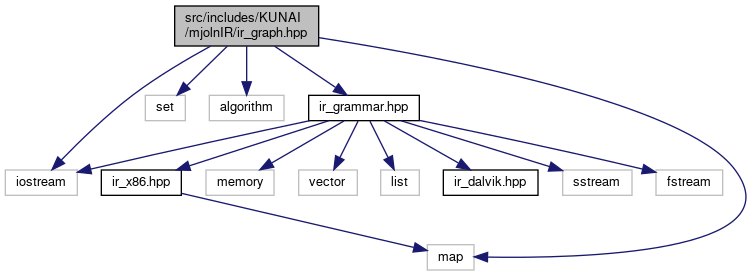 src/includes/KUNAI
/mjolnIR/ir_graph.hpp
set
algorithm
ir_grammar.hpp
iostream
ir_x86.hpp
memory
vector
list
ir_dalvik.hpp
sstream
fstream
map